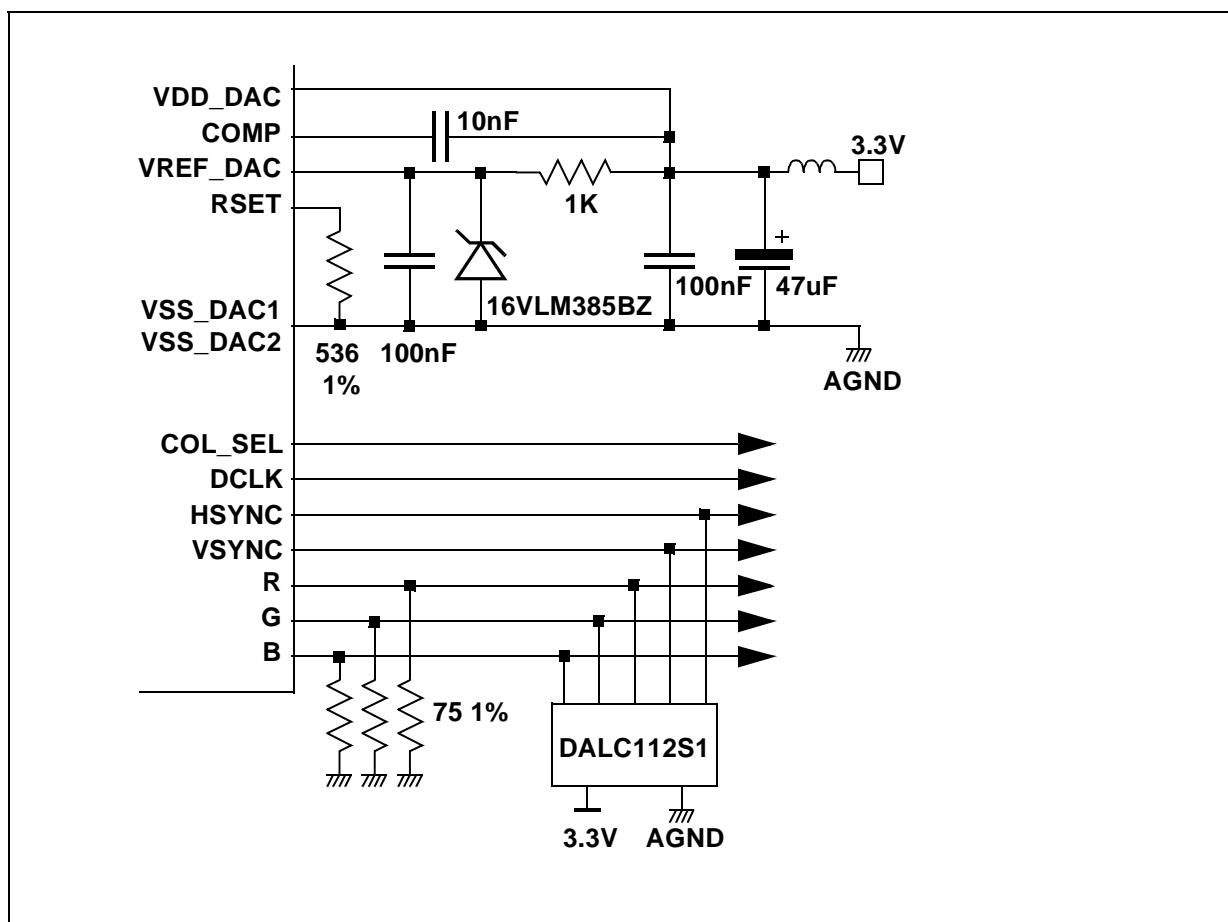 VDD_DAC
COMP
10nF
VREF_DAC
3.3V
RSET
1K
+
16VLM385BZ
100nF
47uF
VSS_DAC1
VSS_DAC2
536
1%
100nF
AGND
COL_SEL
DCLK
HSYNC
VSYNC
R
G
B
75 1%
DALC112S1
3.3V
AGND